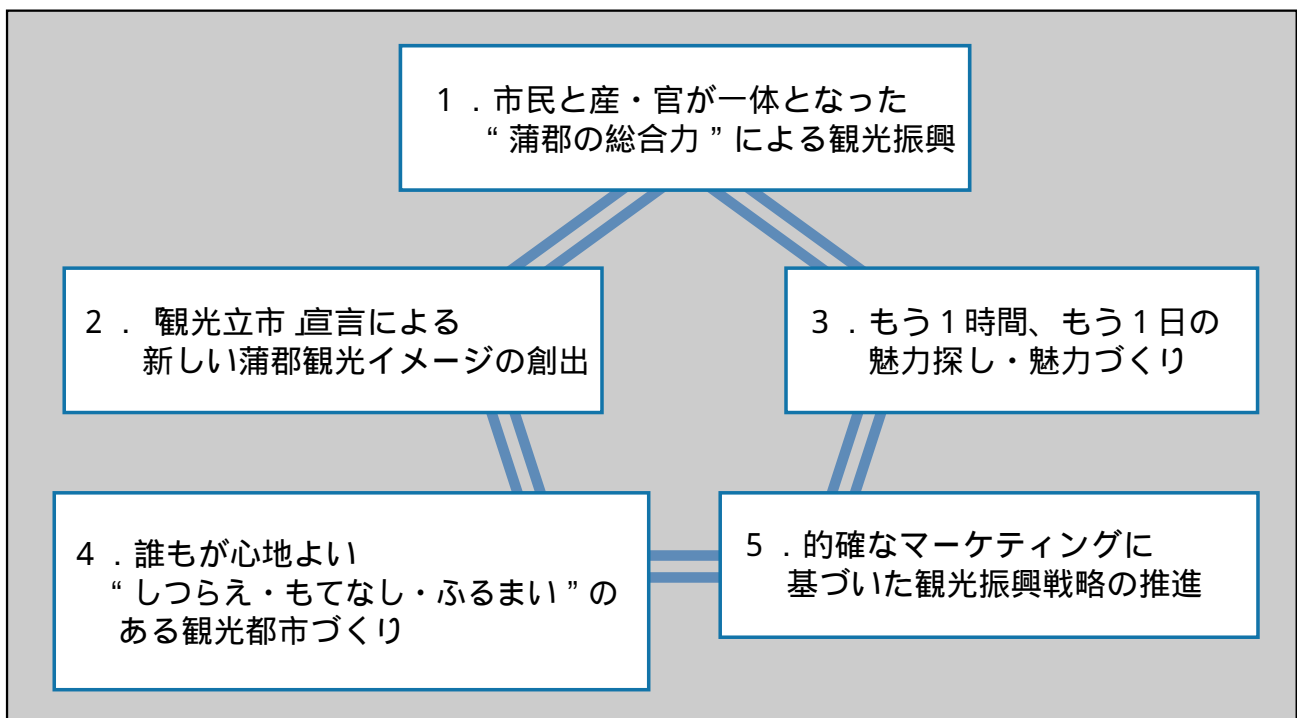 １．市民と産・官が一体となった
“蒲郡の総合力”による観光振興
２．「観光立市」宣言による
新しい蒲郡観光イメージの創出
３．もう１時間、もう１日の
魅力探し・魅力づくり
４．誰もが心地よい
“しつらえ・もてなし・ふるまい”の
ある観光都市づくり
５．的確なマーケティングに
基づいた観光振興戦略の推進